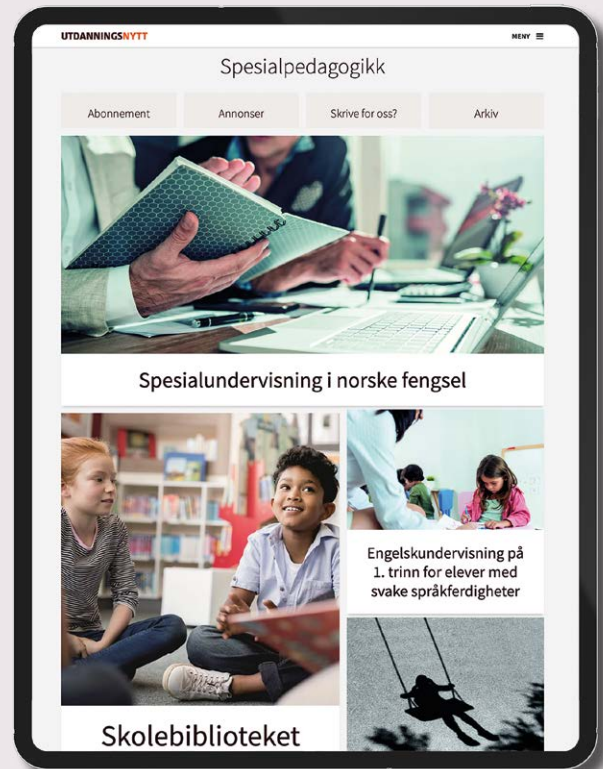 UTDANNINGSNYTT
MENY
Spesialpedagogikk
Abonnement
Annonser
Skrive for oss?
Arkiv
Spesialundervisning i norske fengsel
Engelskundervisning på
1. trinn for elever med
svake språkferdigheter
Skolebiblioteket